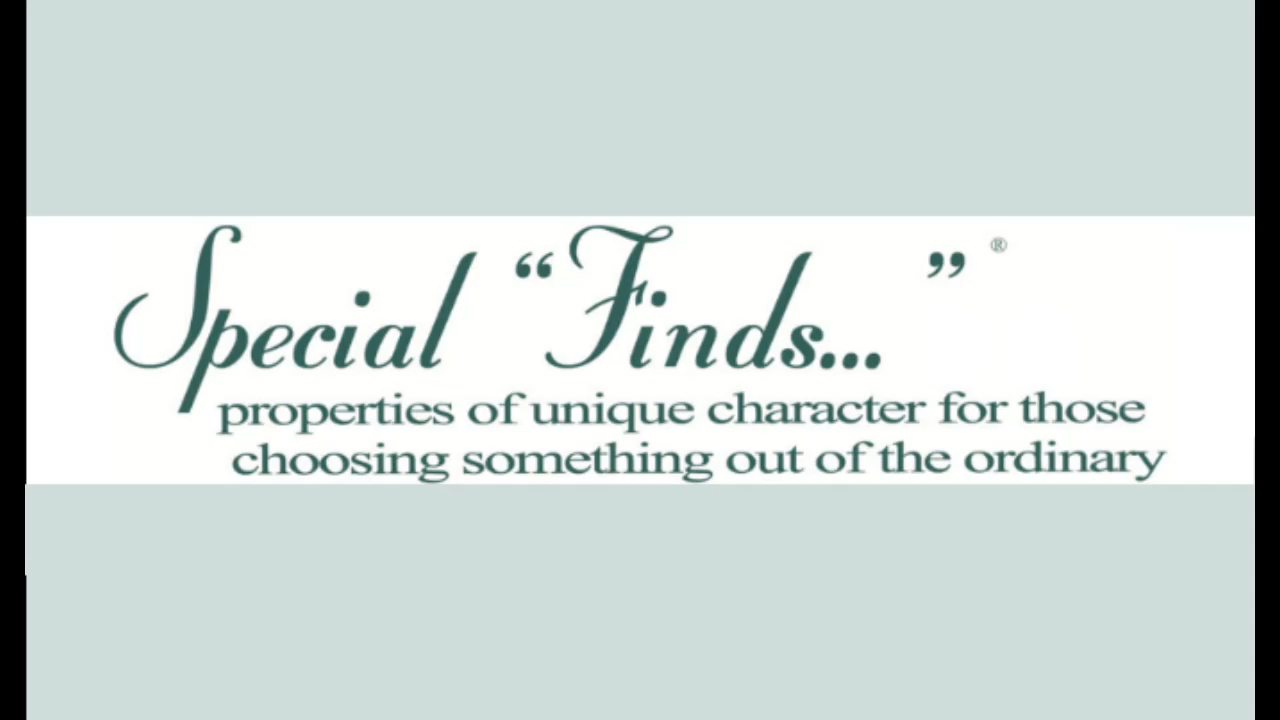 Special “Finds... ” ®
properties of unique character for those
choosing something out of the ordinary